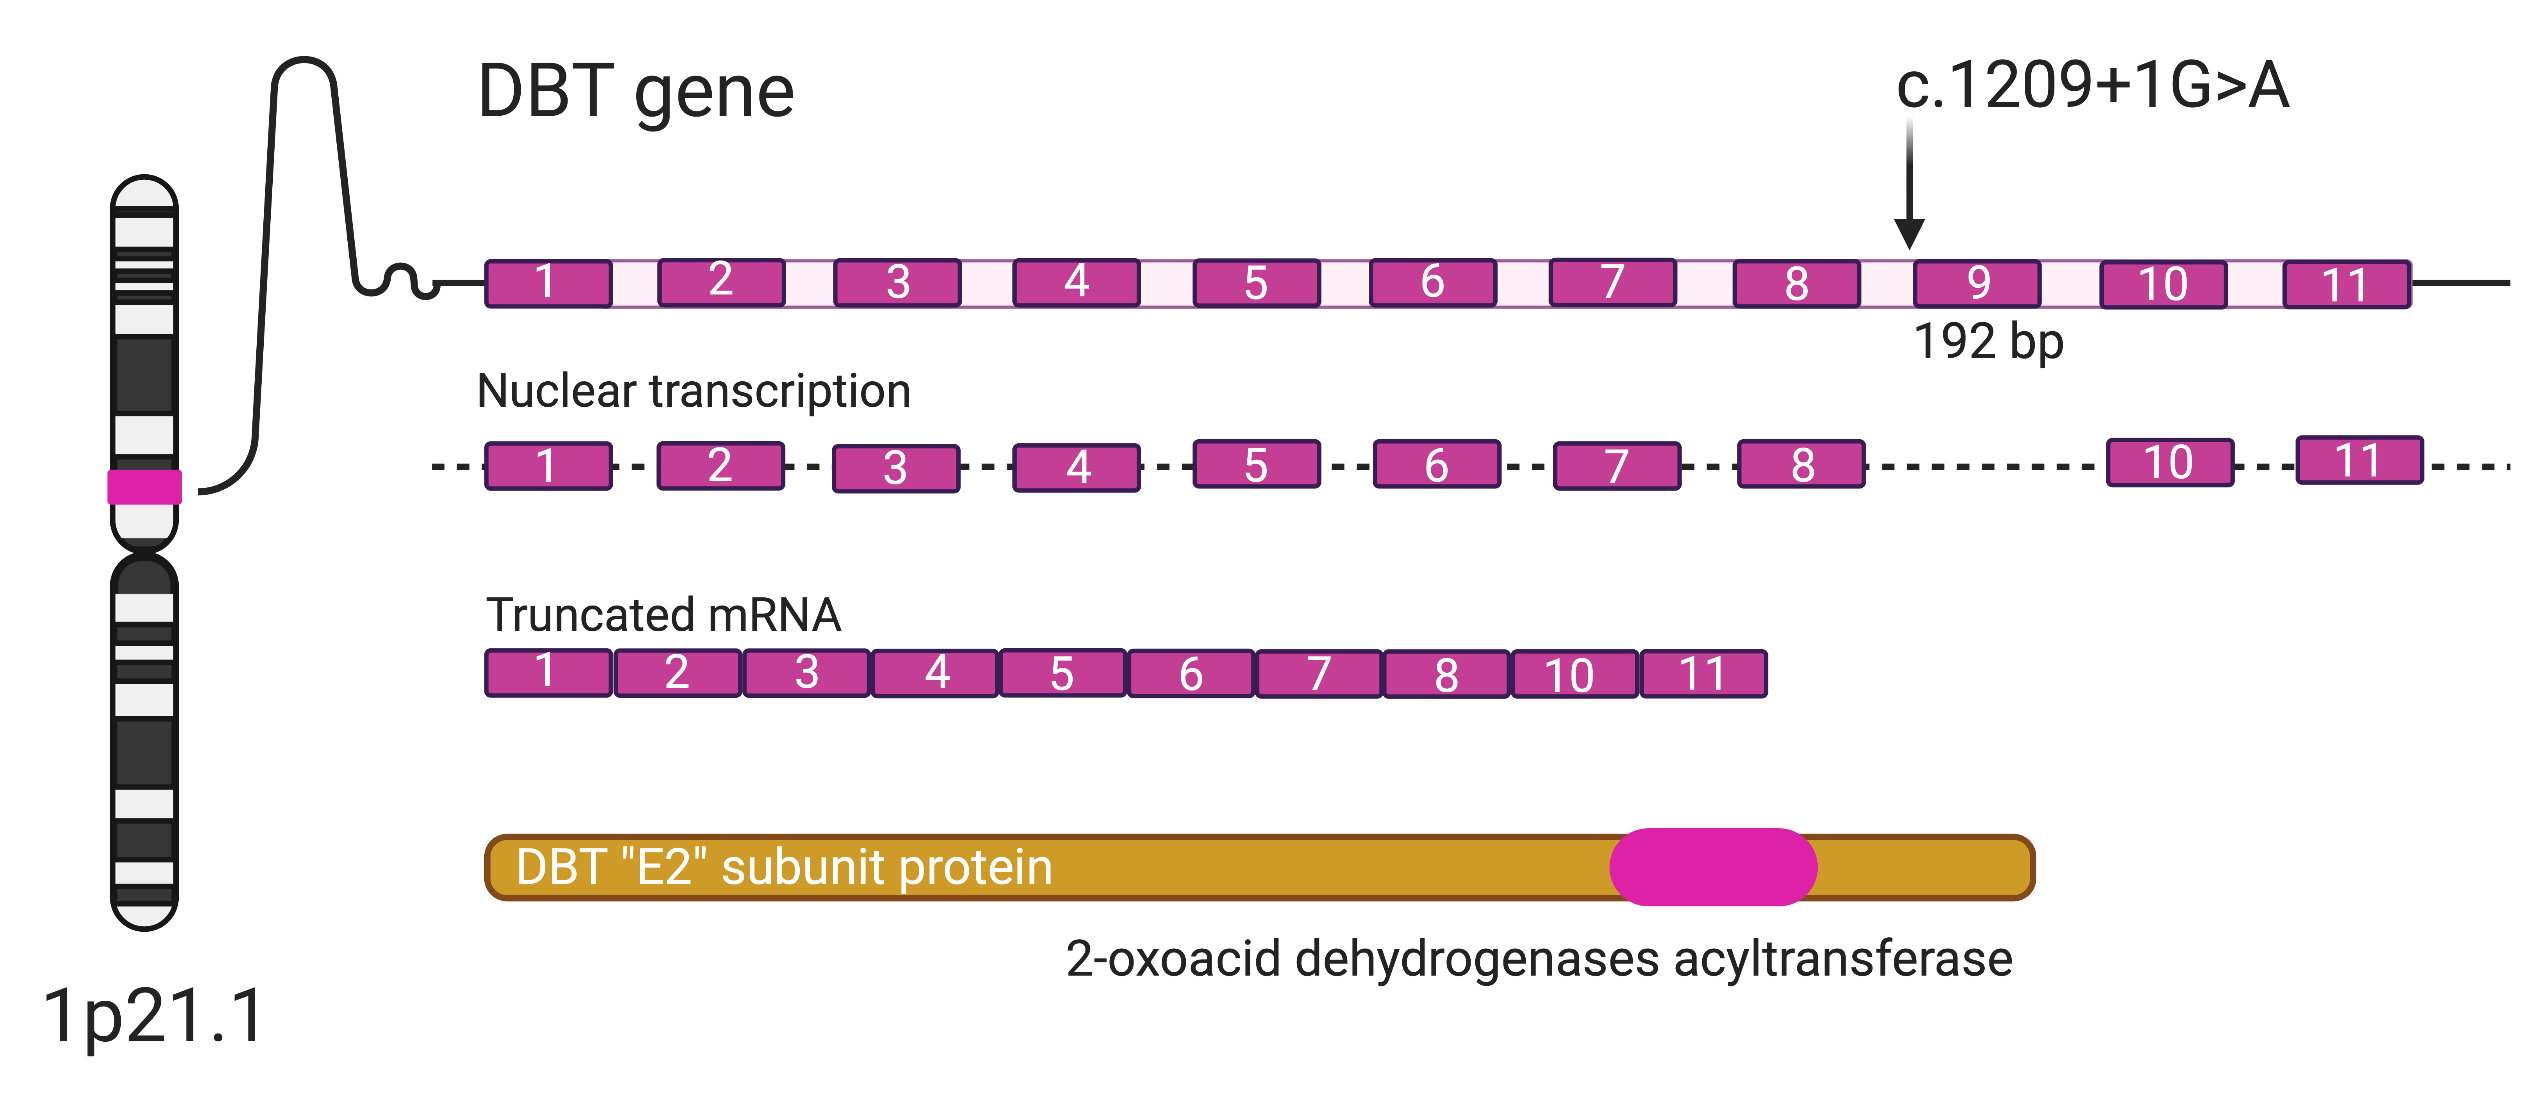 DBT gene
c.1209+1G>A
1 2 3 4 5 6 7 8 9 10 11
192 bp
Nuclear transcription
1 2 3 4 5 6 7 8 10 11
Truncated mRNA
1 2 3 4 5 6 7 8 10 11
DBT "E2" subunit protein
2-oxoacid dehydrogenases acyltransferase
1p21.1